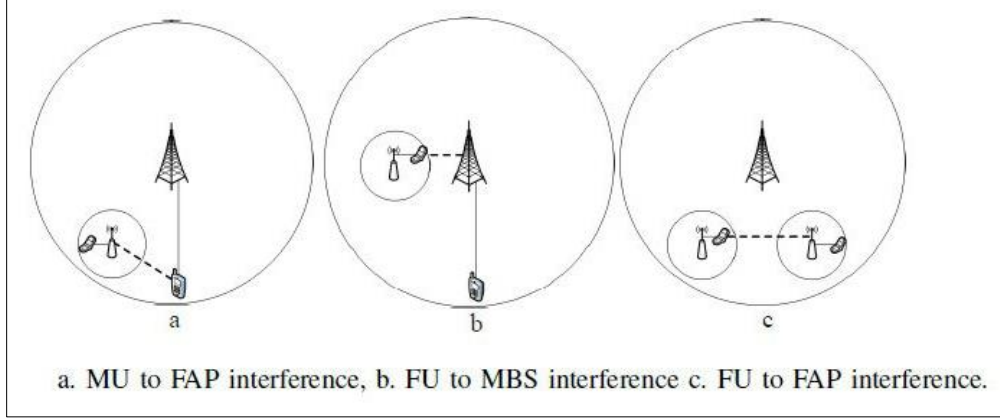 a
b
c
a. MU to FAP interference, b. FU to MBS interference c. FU to FAP interference.